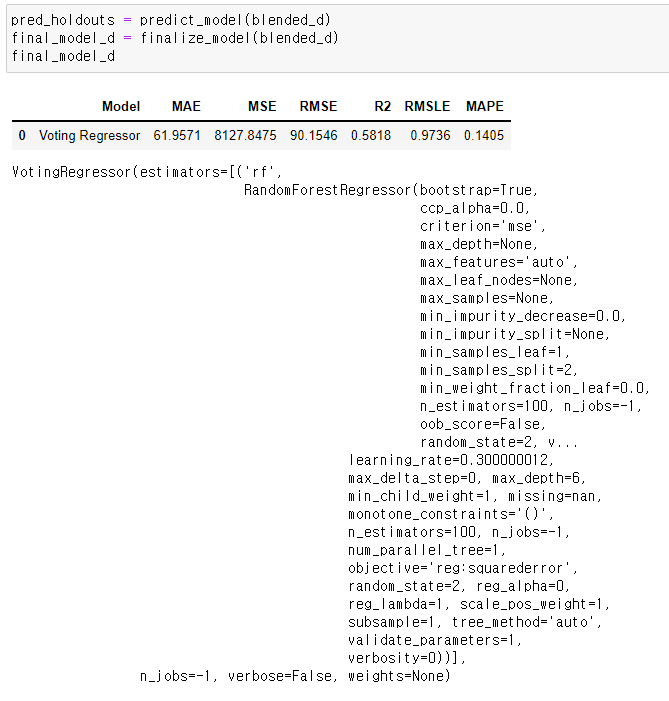 pred_holdouts = predict_model(blended_d)
final_model_d = finalize_model(blended_d)
final_model_d
Model MAE MSE RMSE R2 RMSLE MAPE
0 Voting Regressor 61.9571 8127.8475 90.1546 0.5818 0.9736 0.1405
VotingRegressor(estimators=[('rf',
RandomForestRegressor(bootstrap=True,
ccp_alpha=0.0,
criterion='mse',
max_depth=None,
max_features='auto',
max_leaf_nodes=None,
max_samples=None,
min_impurity_decrease=0.0,
min_impurity_split=None,
min_samples_leaf=1,
min_samples_split=2,
min_weight_fraction_leaf=0.0,
n_estimators=100, n_jobs=-1,
oob_score=False,
random_state=2, v...
learning_rate=0.300000012,
max_delta_step=0, max_depth=6,
min_child_weight=1, missing=nan,
monotone_constraints='()',
n_estimators=100, n_jobs=-1,
num_parallel_tree=1,
objective='reg:squarederror',
random_state=2, reg_alpha=0,
reg_lambda=1, scale_pos_weight=1,
subsample=1, tree_method='auto',
validate_parameters=1,
verbosity=0))],
n_jobs=-1, verbose=False, weights=None)